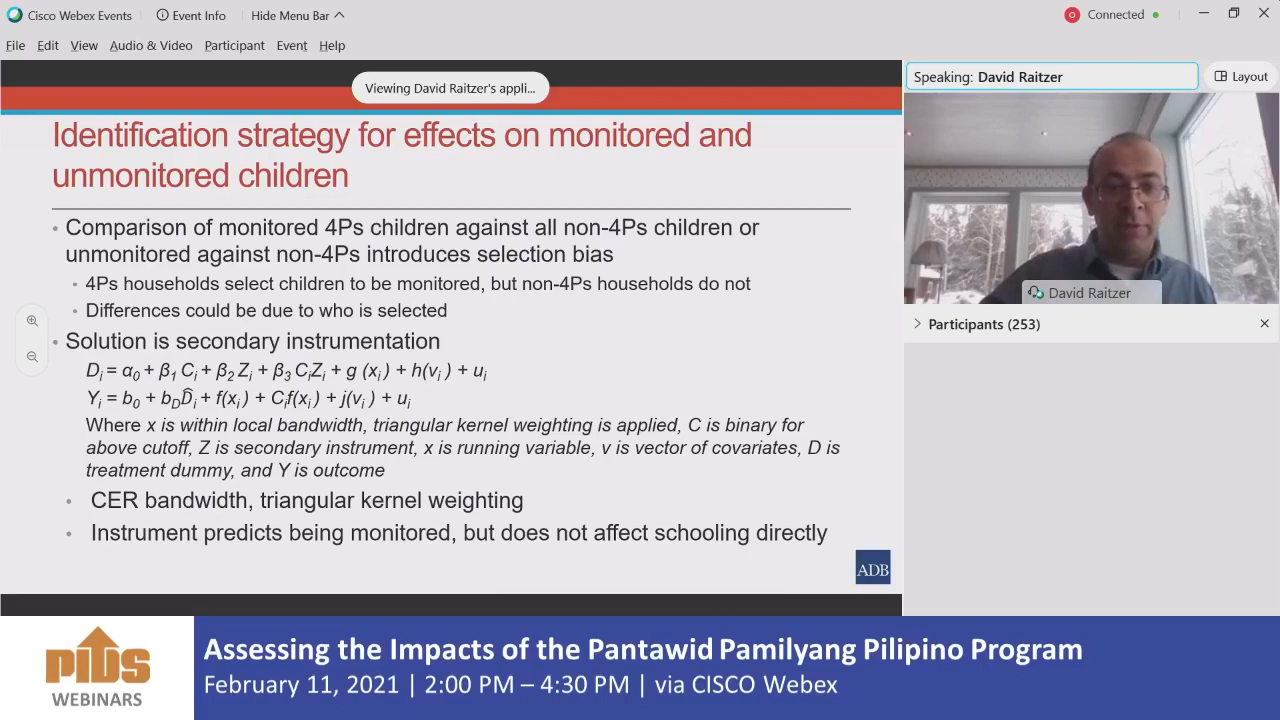 Cisco Webex Events
Event Info
Hide Menu Bar
Connected
File Edit View Audio & Video Participant Event Help
Viewing David Raitzer's appli...
Speaking: David Raitzer
Layout
Identification strategy for effects on monitored and
unmonitored children
• Comparison of monitored 4Ps children against all non-4Ps children or
unmonitored against non-4Ps introduces selection bias
• 4Ps households select children to be monitored, but non-4Ps households do not
• Differences could be due to who is selected
• Solution is secondary instrumentation
Dᵢ = α₀ + β₁ Cᵢ + β₂ Zᵢ + β₃ CᵢZᵢ + g (xᵢ) + h(vᵢ) + uᵢ
Yᵢ = b₀ + b_D D̂ᵢ + f(xᵢ) + Cᵢf(xᵢ) + j(vᵢ) + uᵢ
Where x is within local bandwidth, triangular kernel weighting is applied, C is binary for
above cutoff, Z is secondary instrument, x is running variable, v is vector of covariates, D is
treatment dummy, and Y is outcome
• CER bandwidth, triangular kernel weighting
• Instrument predicts being monitored, but does not affect schooling directly
ADB
David Raitzer
Participants (253)
PIDS
WEBINARS
Assessing the Impacts of the Pantawid Pamilyang Pilipino Program
February 11, 2021 | 2:00 PM – 4:30 PM | via CISCO Webex